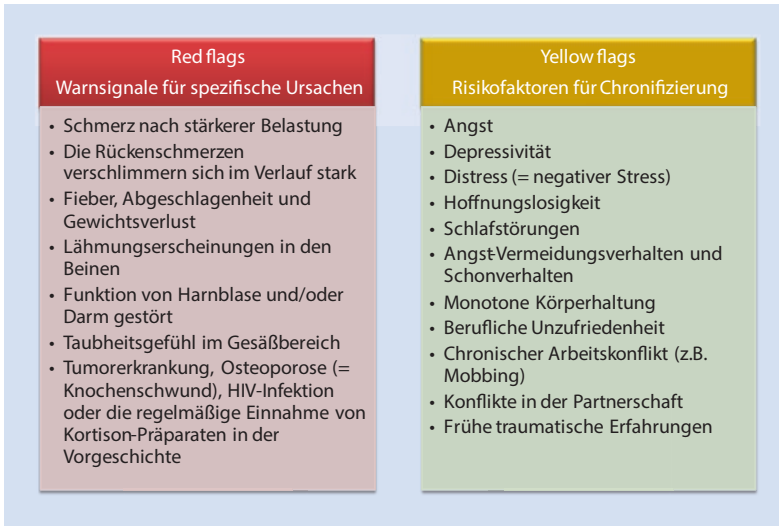 Red flags
Warnsignale für spezifische Ursachen
• Schmerz nach stärkerer Belastung
• Die Rückenschmerzen
verschlimmern sich im Verlauf stark
• Fieber, Abgeschlagenheit und
Gewichtsverlust
• Lähmungserscheinungen in den
Beinen
• Funktion von Harnblase und/oder
Darm gestört
• Taubheitsgefühl im Gesäßbereich
• Tumorerkrankung, Osteoporose (=
Knochenschwund), HIV-Infektion
oder die regelmäßige Einnahme von
Kortison-Präparaten in der
Vorgeschichte
Yellow flags
Risikofaktoren für Chronifizierung
• Angst
• Depressivität
• Distress (= negativer Stress)
• Hoffnungslosigkeit
• Schlafstörungen
• Angst-Vermeidungsverhalten und
Schonverhalten
• Monotone Körperhaltung
• Berufliche Unzufriedenheit
• Chronischer Arbeitskonflikt (z.B.
Mobbing)
• Konflikte in der Partnerschaft
• Frühe traumatische Erfahrungen